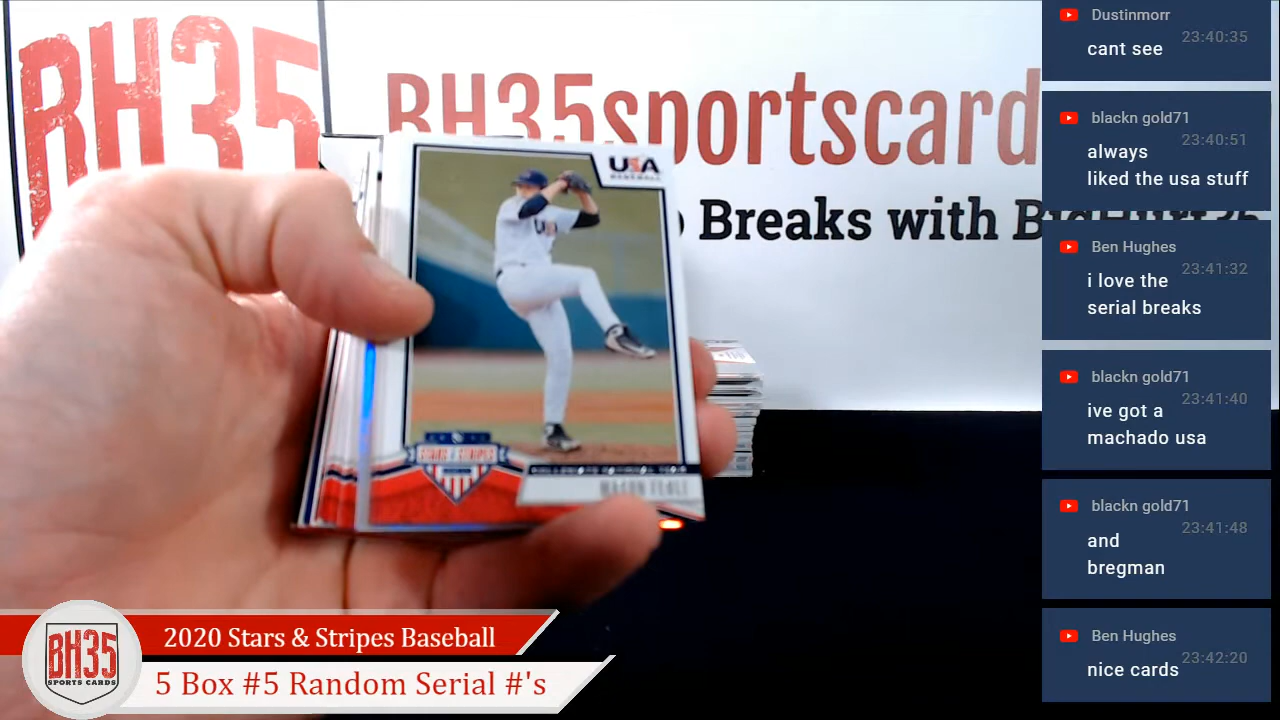 BH35
BH35sportscard
Breaks with
USA
BASEBALL
STARS & STRIPES
2020 Stars & Stripes Baseball
5 Box #5 Random Serial #'s
BH35
SPORTS CARDS
Dustinmorr
23:40:35
cant see
blackn gold71
23:40:51
always
liked the usa stuff
Ben Hughes
23:41:32
i love the
serial breaks
blackn gold71
23:41:40
ive got a
machado usa
blackn gold71
23:41:48
and
bregman
Ben Hughes
23:42:20
nice cards